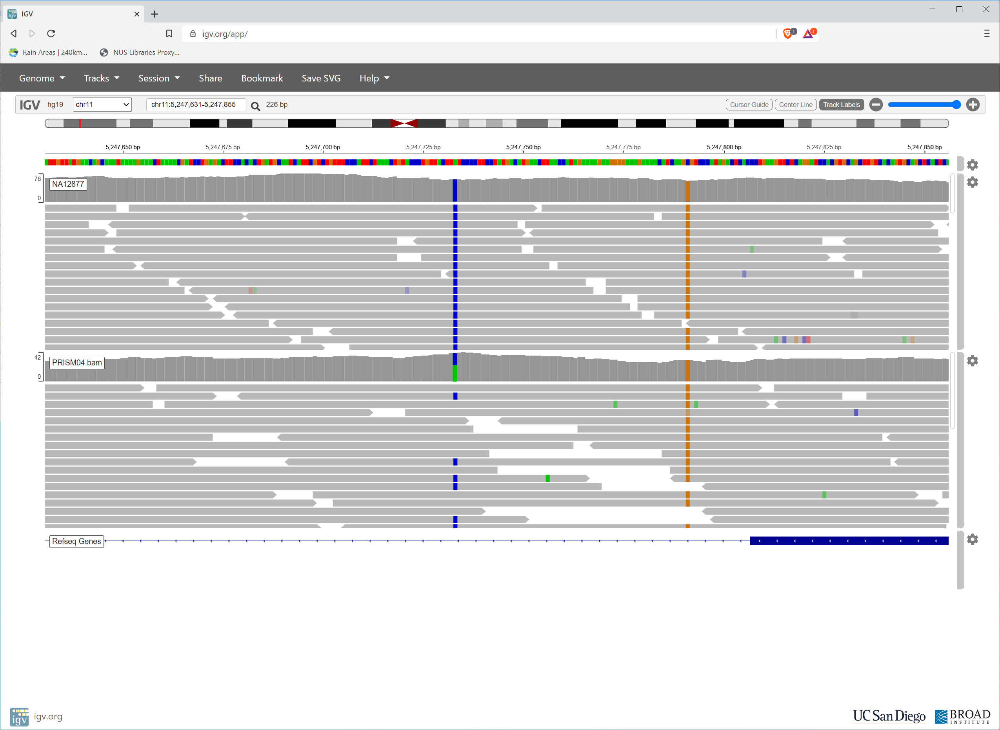 IGV
igv.org/app/
1
1
Rain Areas | 240km...
NUS Libraries Proxy...
Genome Tracks Session Share Bookmark Save SVG Help
IGV hg19 chr11 chr11:5,247,631-5,247,855 226 bp Cursor Guide Center Line Track Labels
5,247,650 bp 5,247,675 bp 5,247,700 bp 5,247,725 bp 5,247,750 bp 5,247,775 bp 5,247,800 bp 5,247,825 bp 5,247,850 bp
78
NA12877
0
42
PRISM04.bam
0
Refseq Genes
igv
igv.org
UC San Diego
BROAD
INSTITUTE